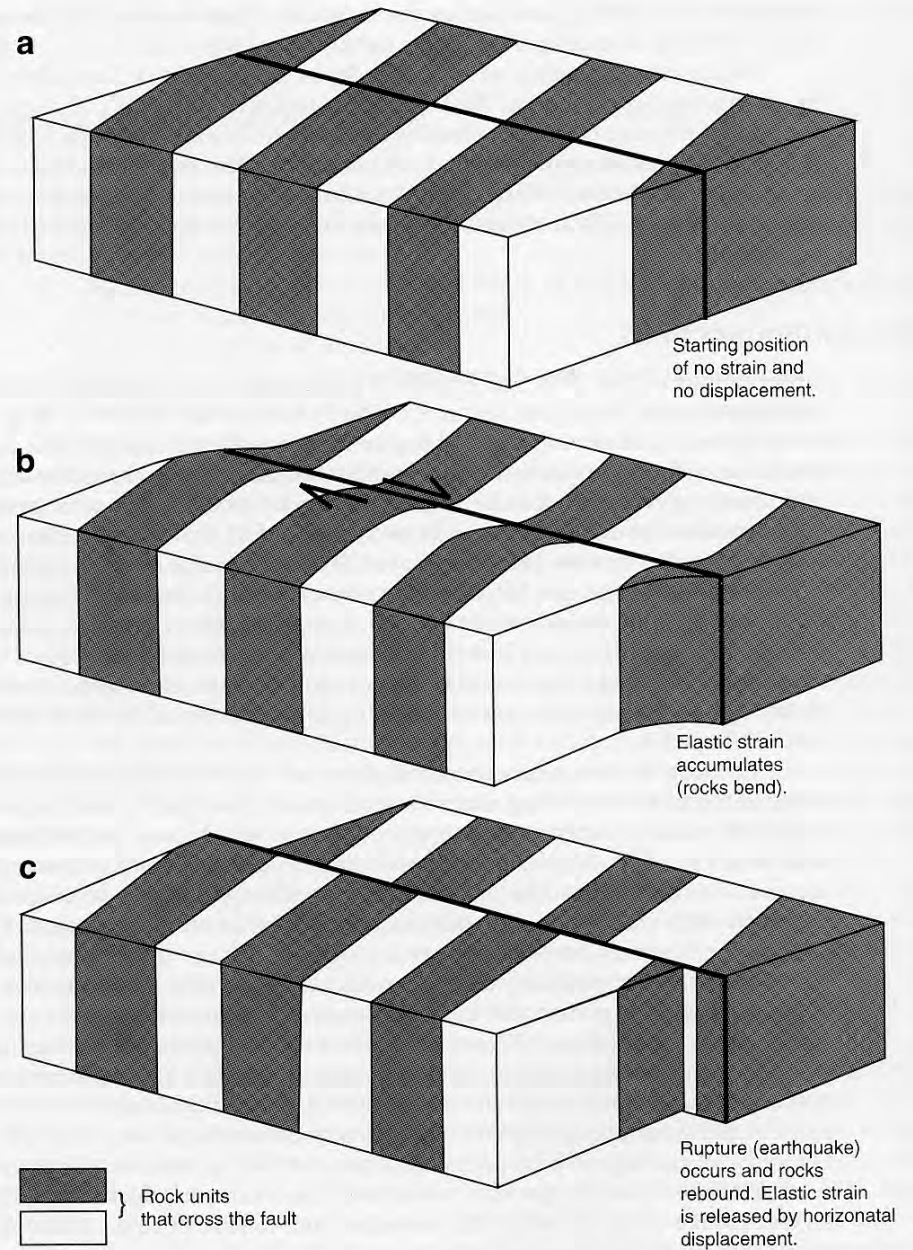 a
Starting position
of no strain and
no displacement.
b
Elastic strain
accumulates
(rocks bend).
c
Rupture (earthquake)
occurs and rocks
rebound. Elastic strain
is released by horizonatal
displacement.
Rock units
that cross the fault